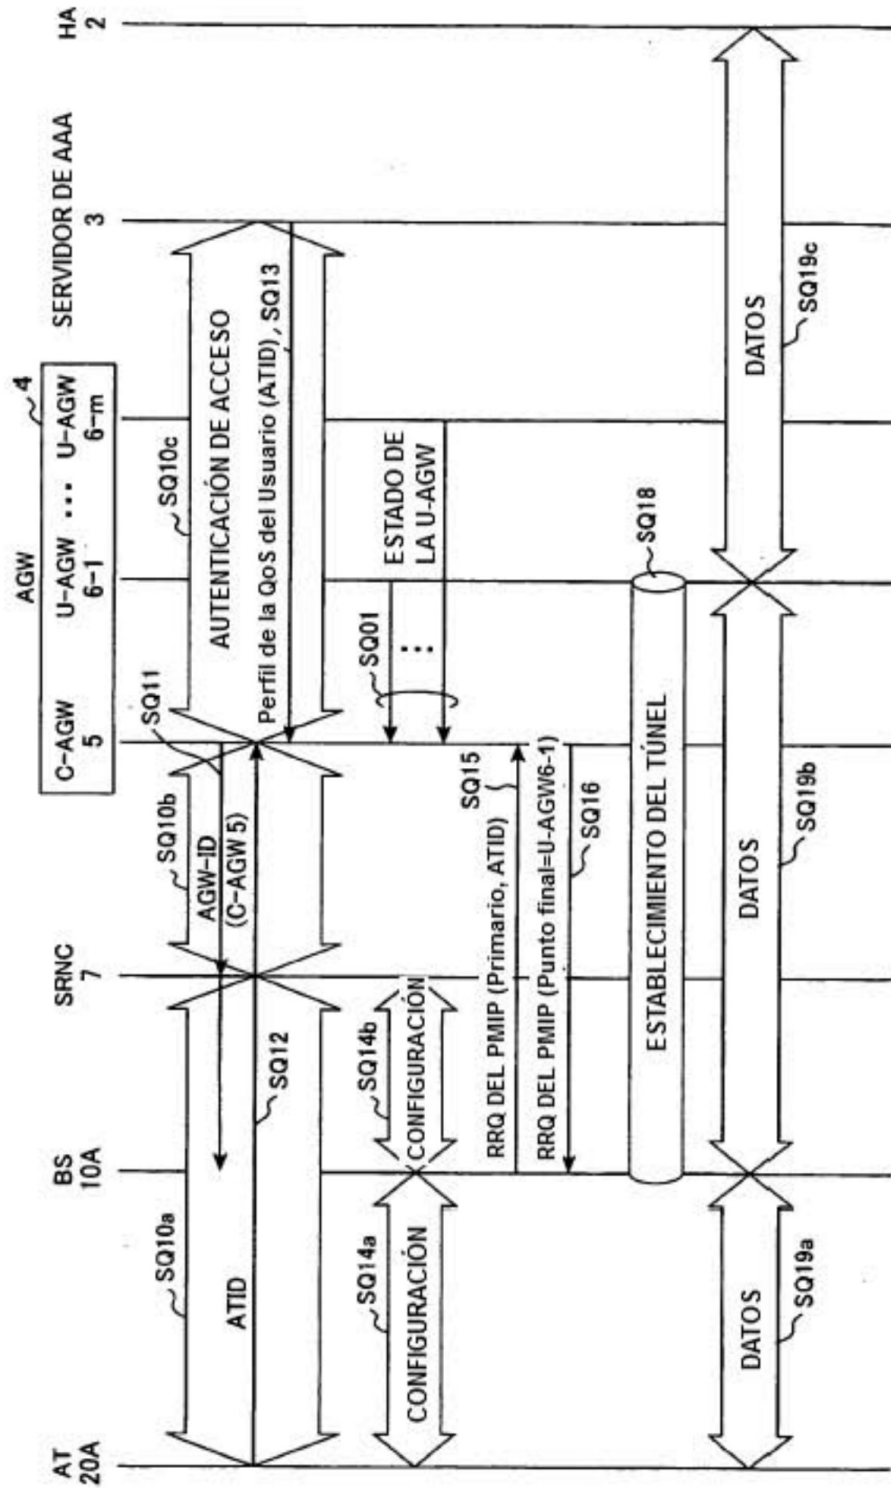 AGW
4
AT
20A
BS
10A
SRNC
7
C-AGW
5
U-AGW
6-1
...
U-AGW
6-m
SERVIDOR DE AAA
3
HA
2
SQ10a
SQ10b
SQ11
SQ10c
ATID
AGW-ID
(C-AGW 5)
AUTENTICACIÓN DE ACCESO
SQ12
Perfil de la QoS del Usuario (ATID), SQ13
SQ14a
SQ14b
SQ01
CONFIGURACIÓN
CONFIGURACIÓN
...
ESTADO DE
LA U-AGW
RRQ DEL PMIP (Primario, ATID)
SQ15
RRQ DEL PMIP (Punto final=U-AGW6-1)
SQ16
ESTABLECIMIENTO DEL TÚNEL
SQ18
DATOS
DATOS
DATOS
SQ19a
SQ19b
SQ19c